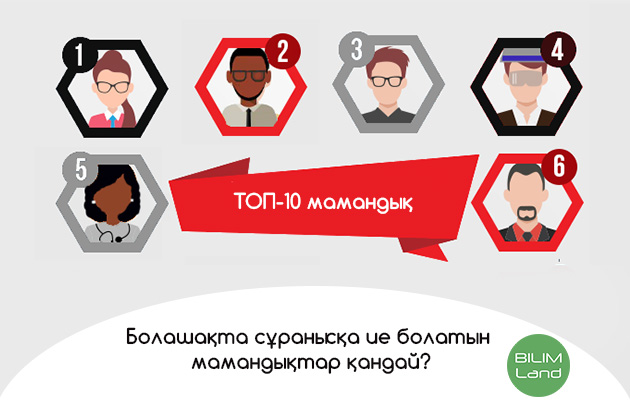 1
2
3
4
5
ТОП-10 мамандық
6
Болашақта сұранысқа ие болатын
мамандықтар қандай?
BILIM
Land